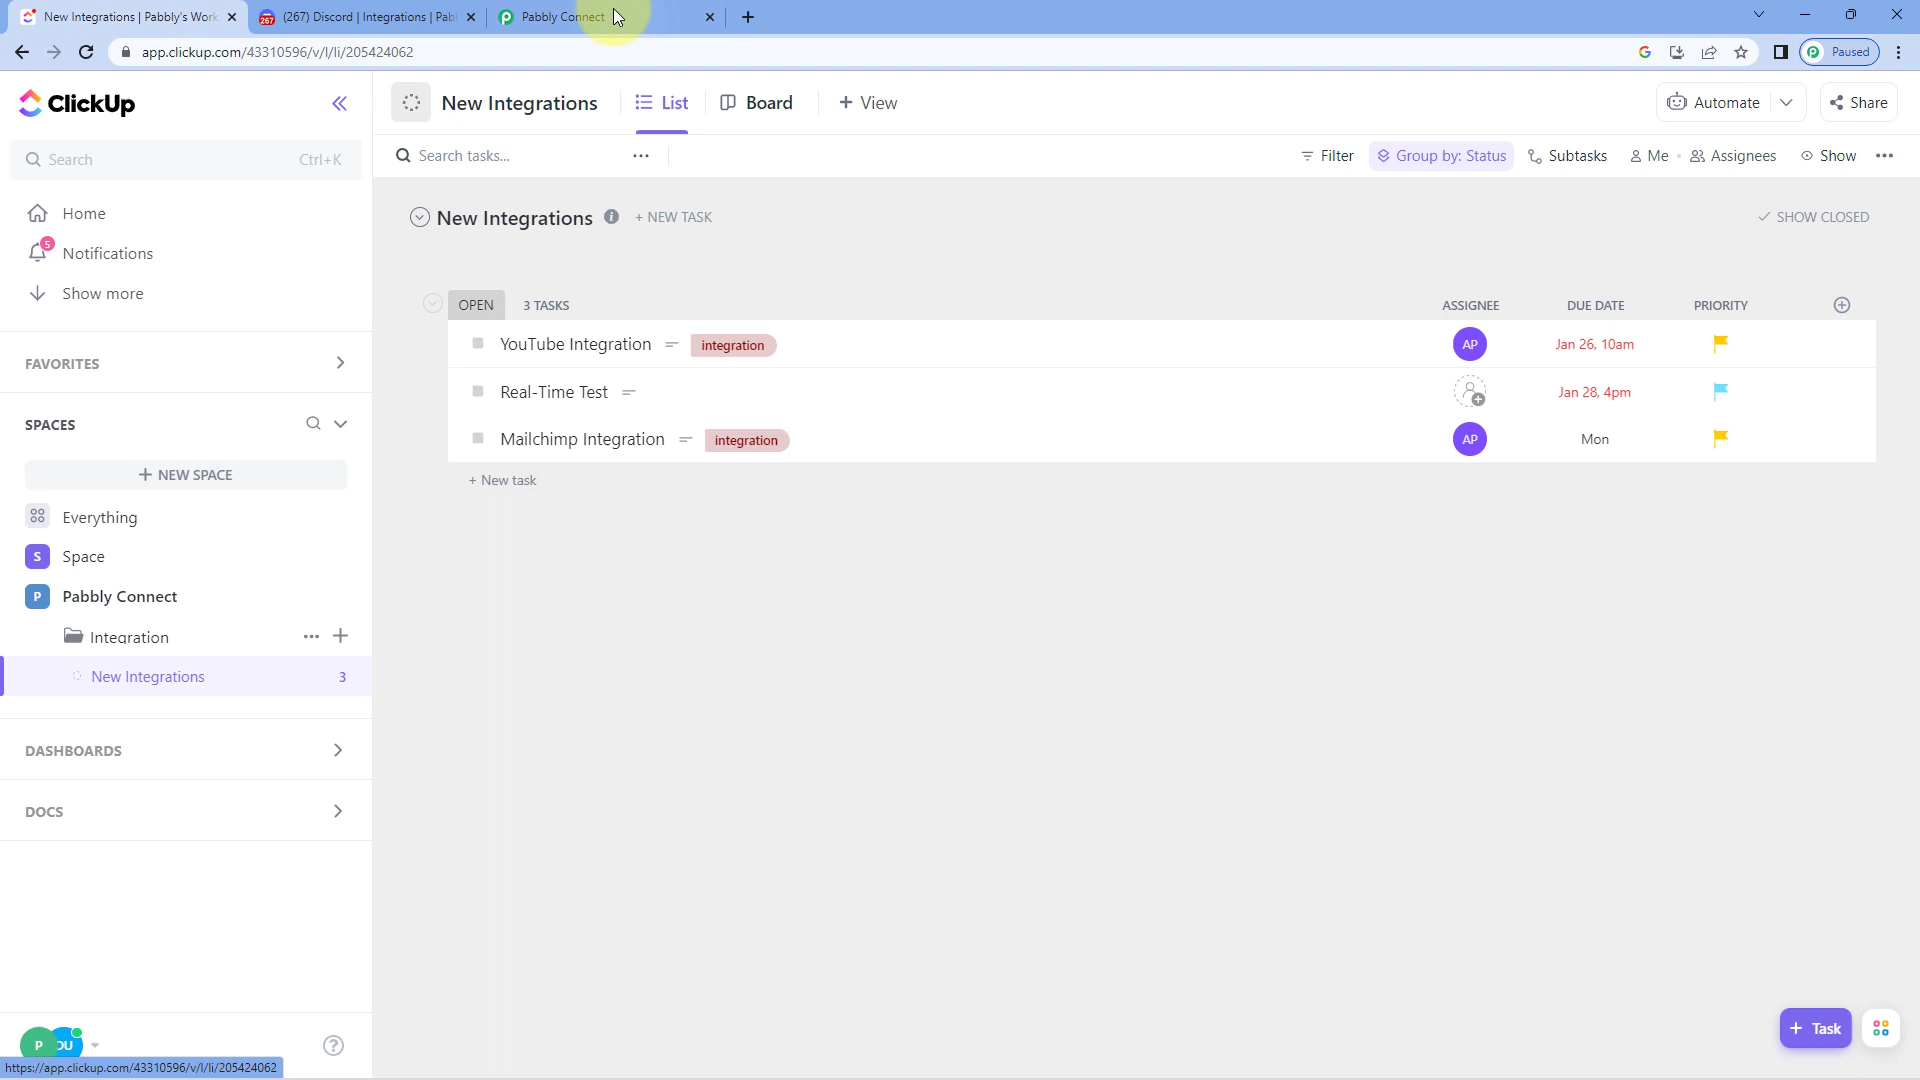 New Integrations | Pabbly's Work
267
(267) Discord | Integrations | Pabl
Pabbly Connect
app.clickup.com/43310596/v/l/li/205424062
Paused
ClickUp
New Integrations
List
Board
+ View
Automate
Share
Search
Ctrl+K
Search tasks...
Filter
Group by: Status
Subtasks
Me
Assignees
Show
Home
5
Notifications
Show more
New Integrations
+ NEW TASK
SHOW CLOSED
OPEN
3 TASKS
ASSIGNEE
DUE DATE
PRIORITY
YouTube Integration
integration
AP
Jan 26, 10am
Real-Time Test
Jan 28, 4pm
Mailchimp Integration
integration
AP
Mon
+ New task
FAVORITES
SPACES
+ NEW SPACE
Everything
S
Space
P
Pabbly Connect
Integration
New Integrations
3
DASHBOARDS
DOCS
P
DU
+ Task
https://app.clickup.com/43310596/v/l/li/205424062